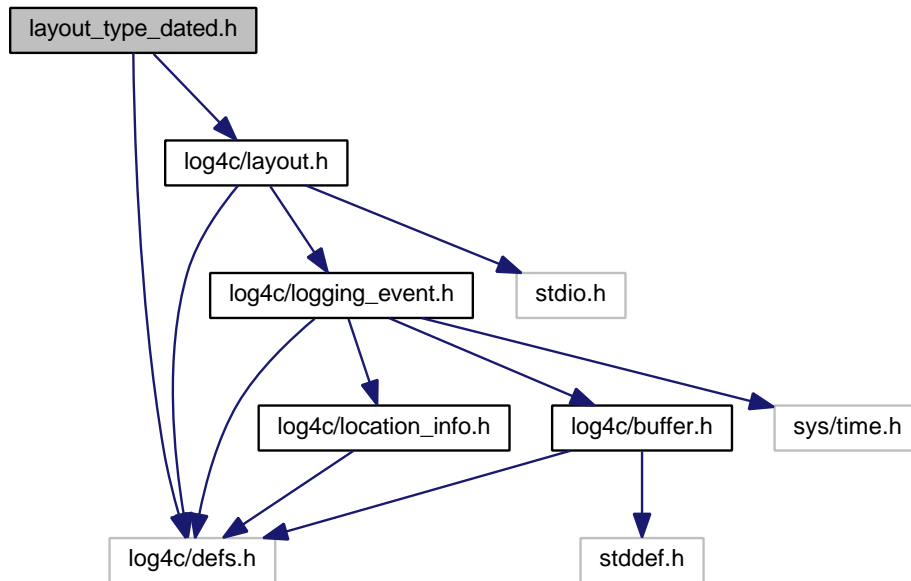 layout_type_dated.h
log4c/layout.h
log4c/logging_event.h
stdio.h
log4c/location_info.h
log4c/buffer.h
sys/time.h
log4c/defs.h
stddef.h